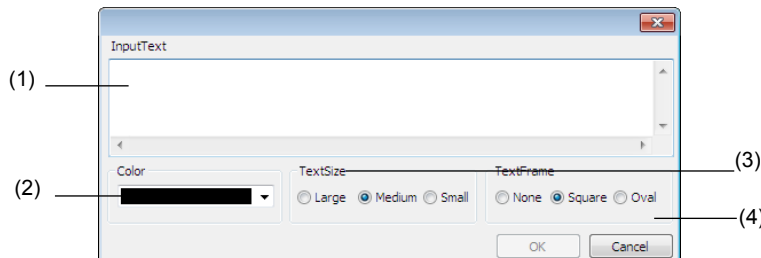 InputText
(1)
Color
TextSize
TextFrame
(3)
(2)
Large
Medium
Small
None
Square
Oval
(4)
OK
Cancel